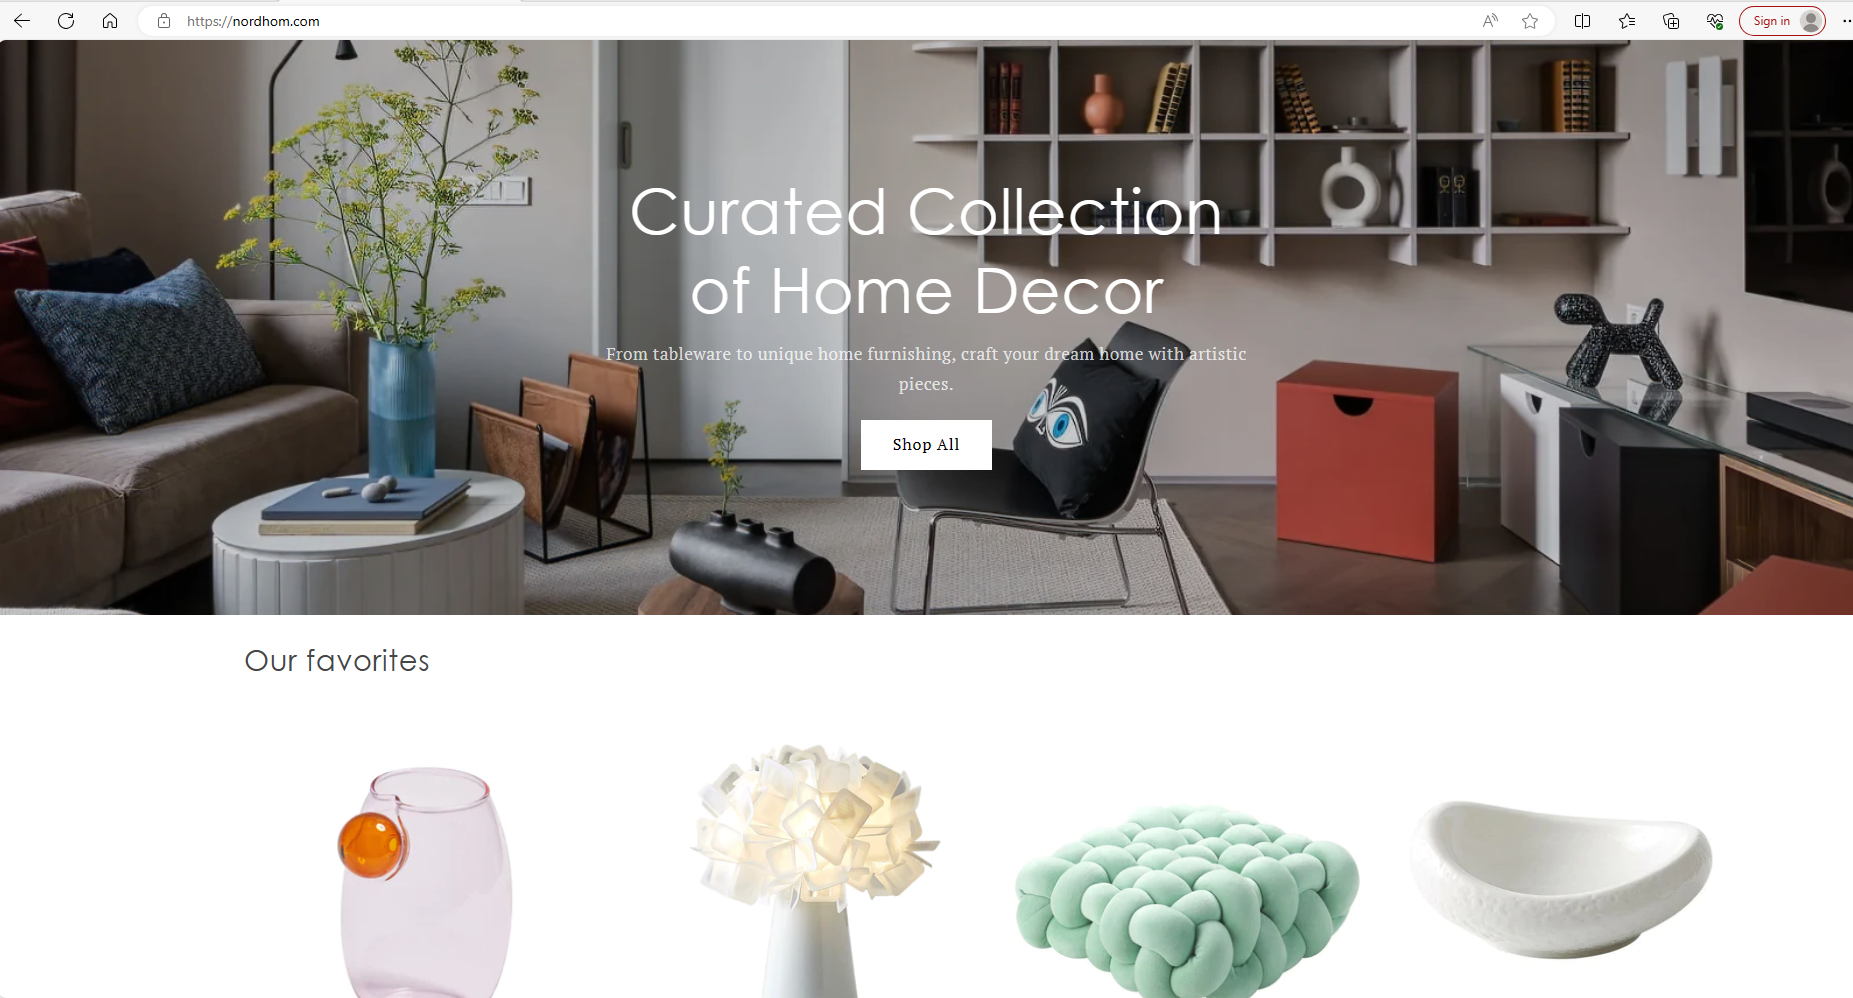 https://nordhom.com
Sign in
Curated Collection
of Home Decor
From tableware to unique home furnishing, craft your dream home with artistic
pieces.
Shop All
Our favorites